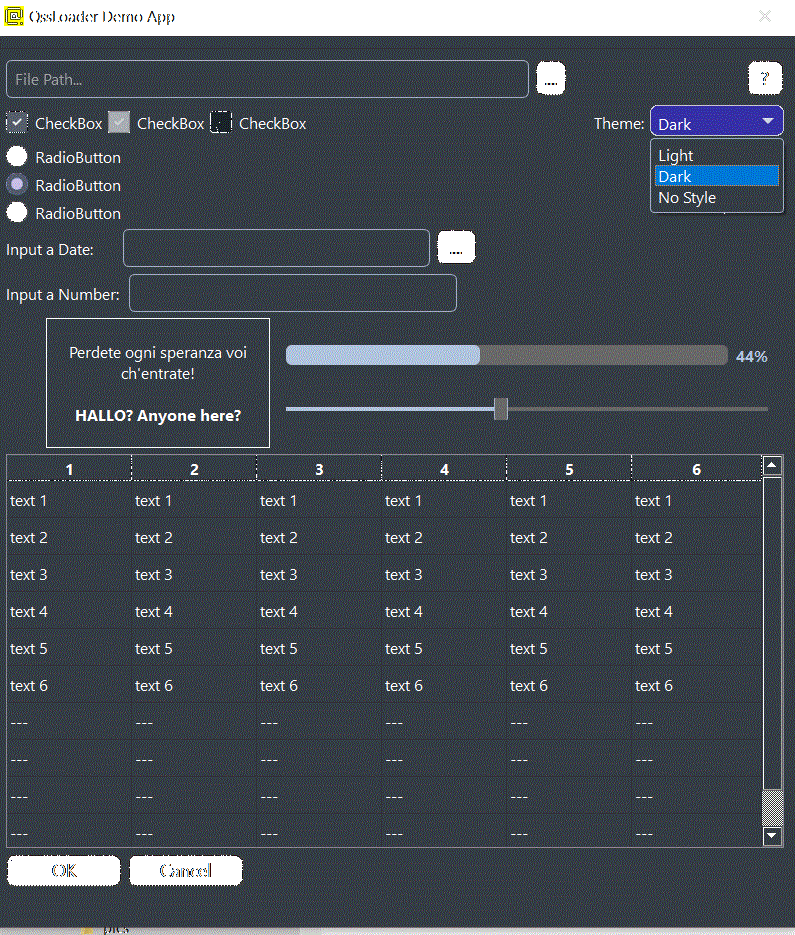 QssLoader Demo App
File Path...
...
?
CheckBox CheckBox CheckBox
Theme: Dark
Light
Dark
No Style
RadioButton
RadioButton
RadioButton
Input a Date: ...
Input a Number:
Perdete ogni speranza voi
ch'entrate!
HALLO? Anyone here?
44%
1 2 3 4 5 6
text 1 text 1 text 1 text 1 text 1 text 1
text 2 text 2 text 2 text 2 text 2 text 2
text 3 text 3 text 3 text 3 text 3 text 3
text 4 text 4 text 4 text 4 text 4 text 4
text 5 text 5 text 5 text 5 text 5 text 5
text 6 text 6 text 6 text 6 text 6 text 6
--- --- --- --- --- ---
--- --- --- --- --- ---
--- --- --- --- --- ---
--- --- --- --- --- ---
OK Cancel